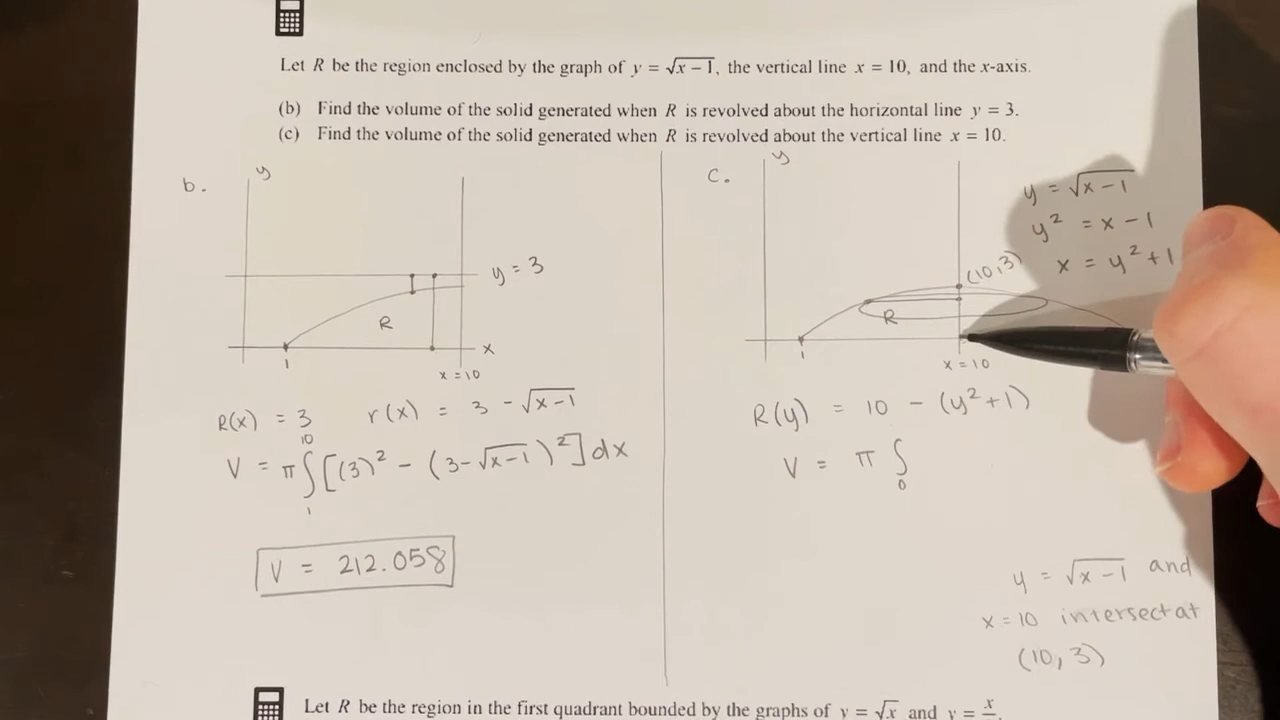 Let R be the region enclosed by the graph of y = √(x − 1), the vertical line x = 10, and the x-axis.
(b) Find the volume of the solid generated when R is revolved about the horizontal line y = 3.
(c) Find the volume of the solid generated when R is revolved about the vertical line x = 10.
b.
y
y = 3
R
x
1
x = 10
R(x) = 3 r(x) = 3 - √(x-1)
V = π ∫₁¹⁰ [(3)² - (3-√(x-1))²] dx
V = 212.058
c.
y
y = √(x-1)
y² = x - 1
x = y² + 1
(10,3)
R
1
x = 10
R(y) = 10 - (y²+1)
V = π ∫₀
y = √(x-1) and
x = 10 intersect at
(10,3)
Let R be the region in the first quadrant bounded by the graphs of y = √x and y = x